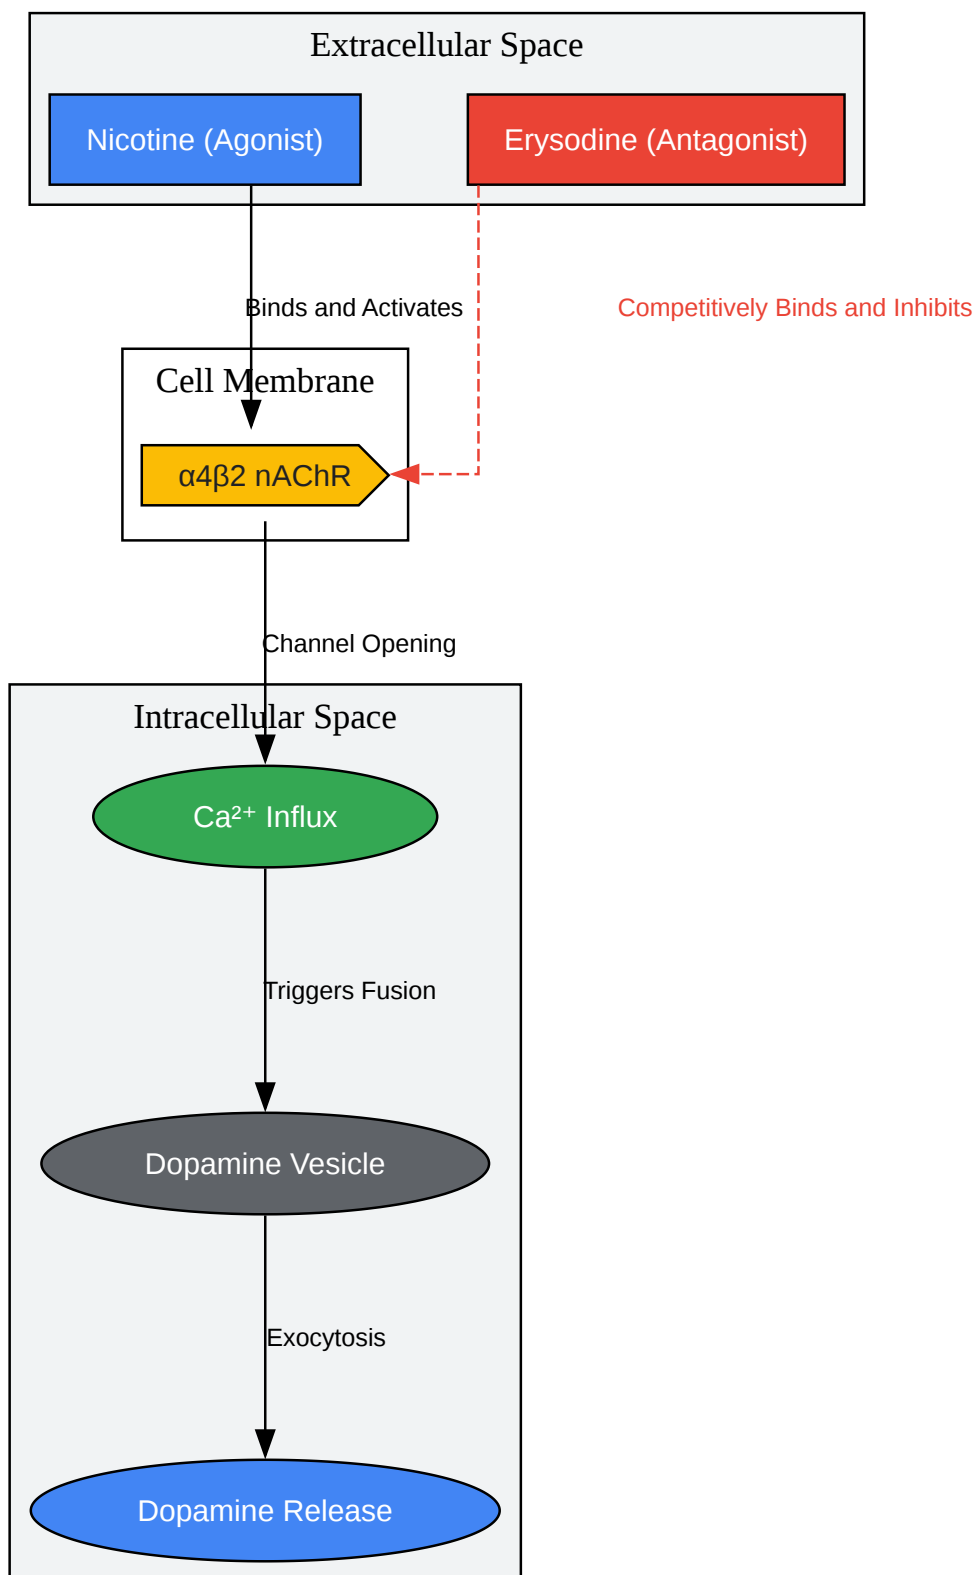 Extracellular Space
Nicotine (Agonist)
Erysodine (Antagonist)
Binds and Activates
Competitively Binds and Inhibits
Cell Membrane
α4β2 nAChR
Channel Opening
Intracellular Space
Ca²⁺ Influx
Triggers Fusion
Dopamine Vesicle
Exocytosis
Dopamine Release